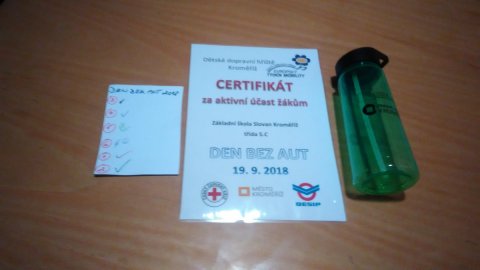 DEN BEZ AUT 2018
Dětské dopravní hřiště
Kroměříž
EVROPSKÝ
TÝDEN MOBILITY
CERTIFIKÁT
za aktivní účast žákům
Základní škola Slovan Kroměříž
třída 5.C
DEN BEZ AUT
19. 9. 2018
MĚSTO
KROMĚŘÍŽ
BESIP